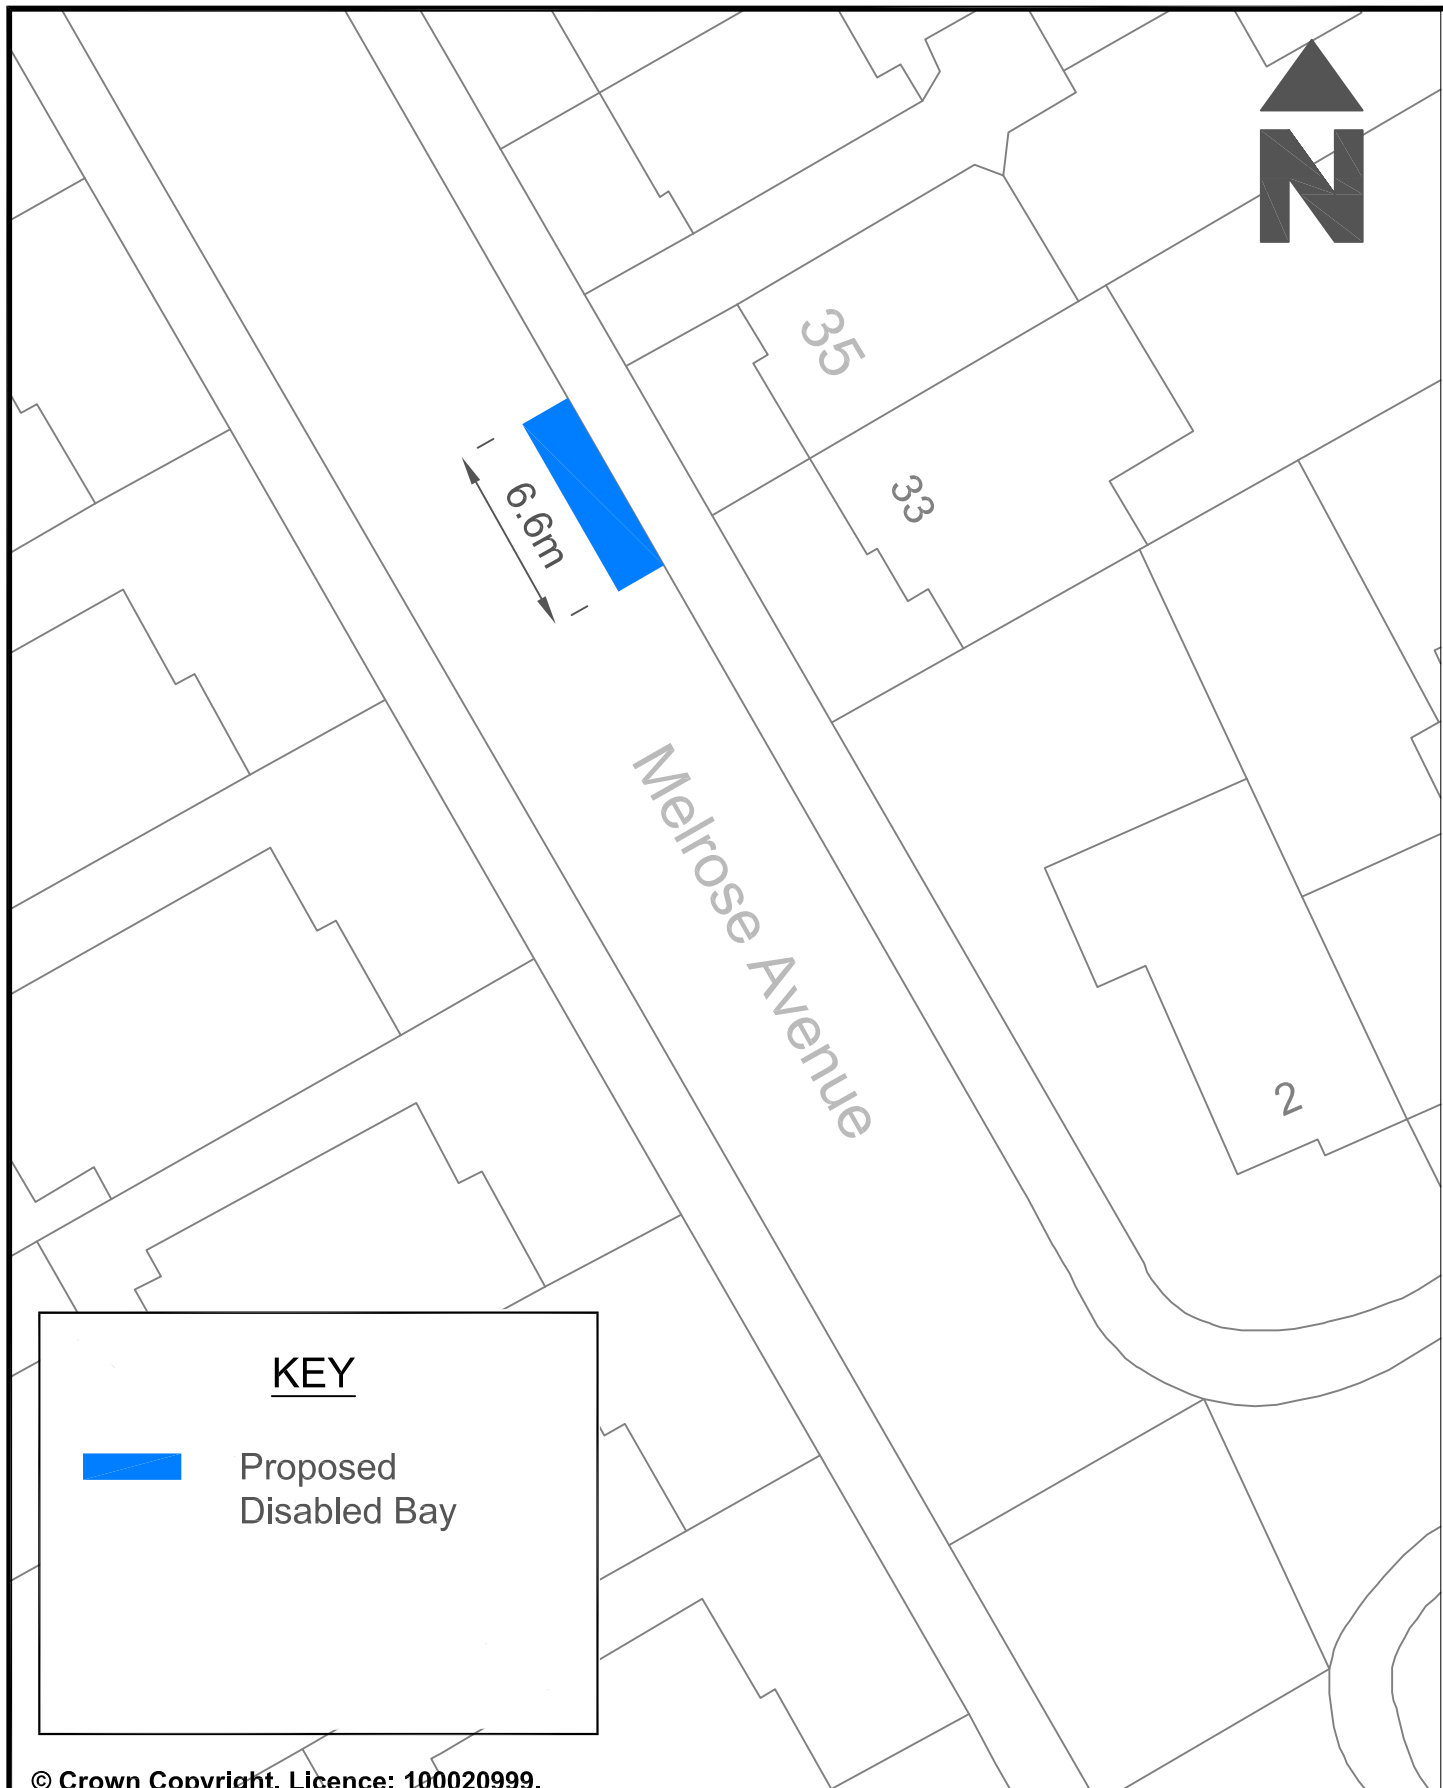 N
35
33
6.6m
Melrose Avenue
2
KEY
Proposed
Disabled Bay
© Crown Copyright. Licence: 100020999.